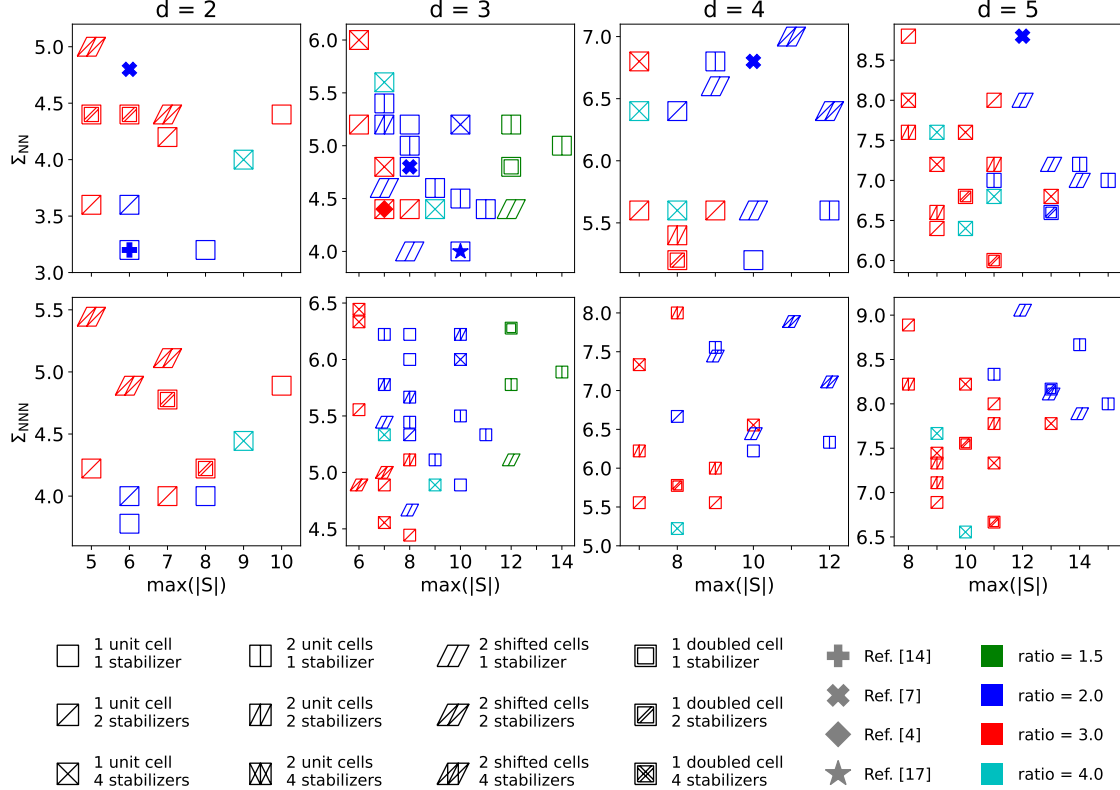 d = 2
d = 3
d = 4
d = 5
Σ_NN
5.0
4.5
4.0
3.5
3.0
6.0
5.5
5.0
4.5
4.0
7.0
6.5
6.0
5.5
8.5
8.0
7.5
7.0
6.5
6.0
Σ_NNN
5.5
5.0
4.5
4.0
6.5
6.0
5.5
5.0
4.5
8.0
7.5
7.0
6.5
6.0
5.5
5.0
9.0
8.5
8.0
7.5
7.0
6.5
5 6 7 8 9 10
6 8 10 12 14
8 10 12
8 10 12 14
max(|S|)
max(|S|)
max(|S|)
max(|S|)
1 unit cell
1 stabilizer
2 unit cells
1 stabilizer
2 shifted cells
1 stabilizer
1 doubled cell
1 stabilizer
Ref. [14]
ratio = 1.5
1 unit cell
2 stabilizers
2 unit cells
2 stabilizers
2 shifted cells
2 stabilizers
1 doubled cell
2 stabilizers
Ref. [7]
ratio = 2.0
Ref. [4]
ratio = 3.0
1 unit cell
4 stabilizers
2 unit cells
4 stabilizers
2 shifted cells
4 stabilizers
1 doubled cell
4 stabilizers
Ref. [17]
ratio = 4.0